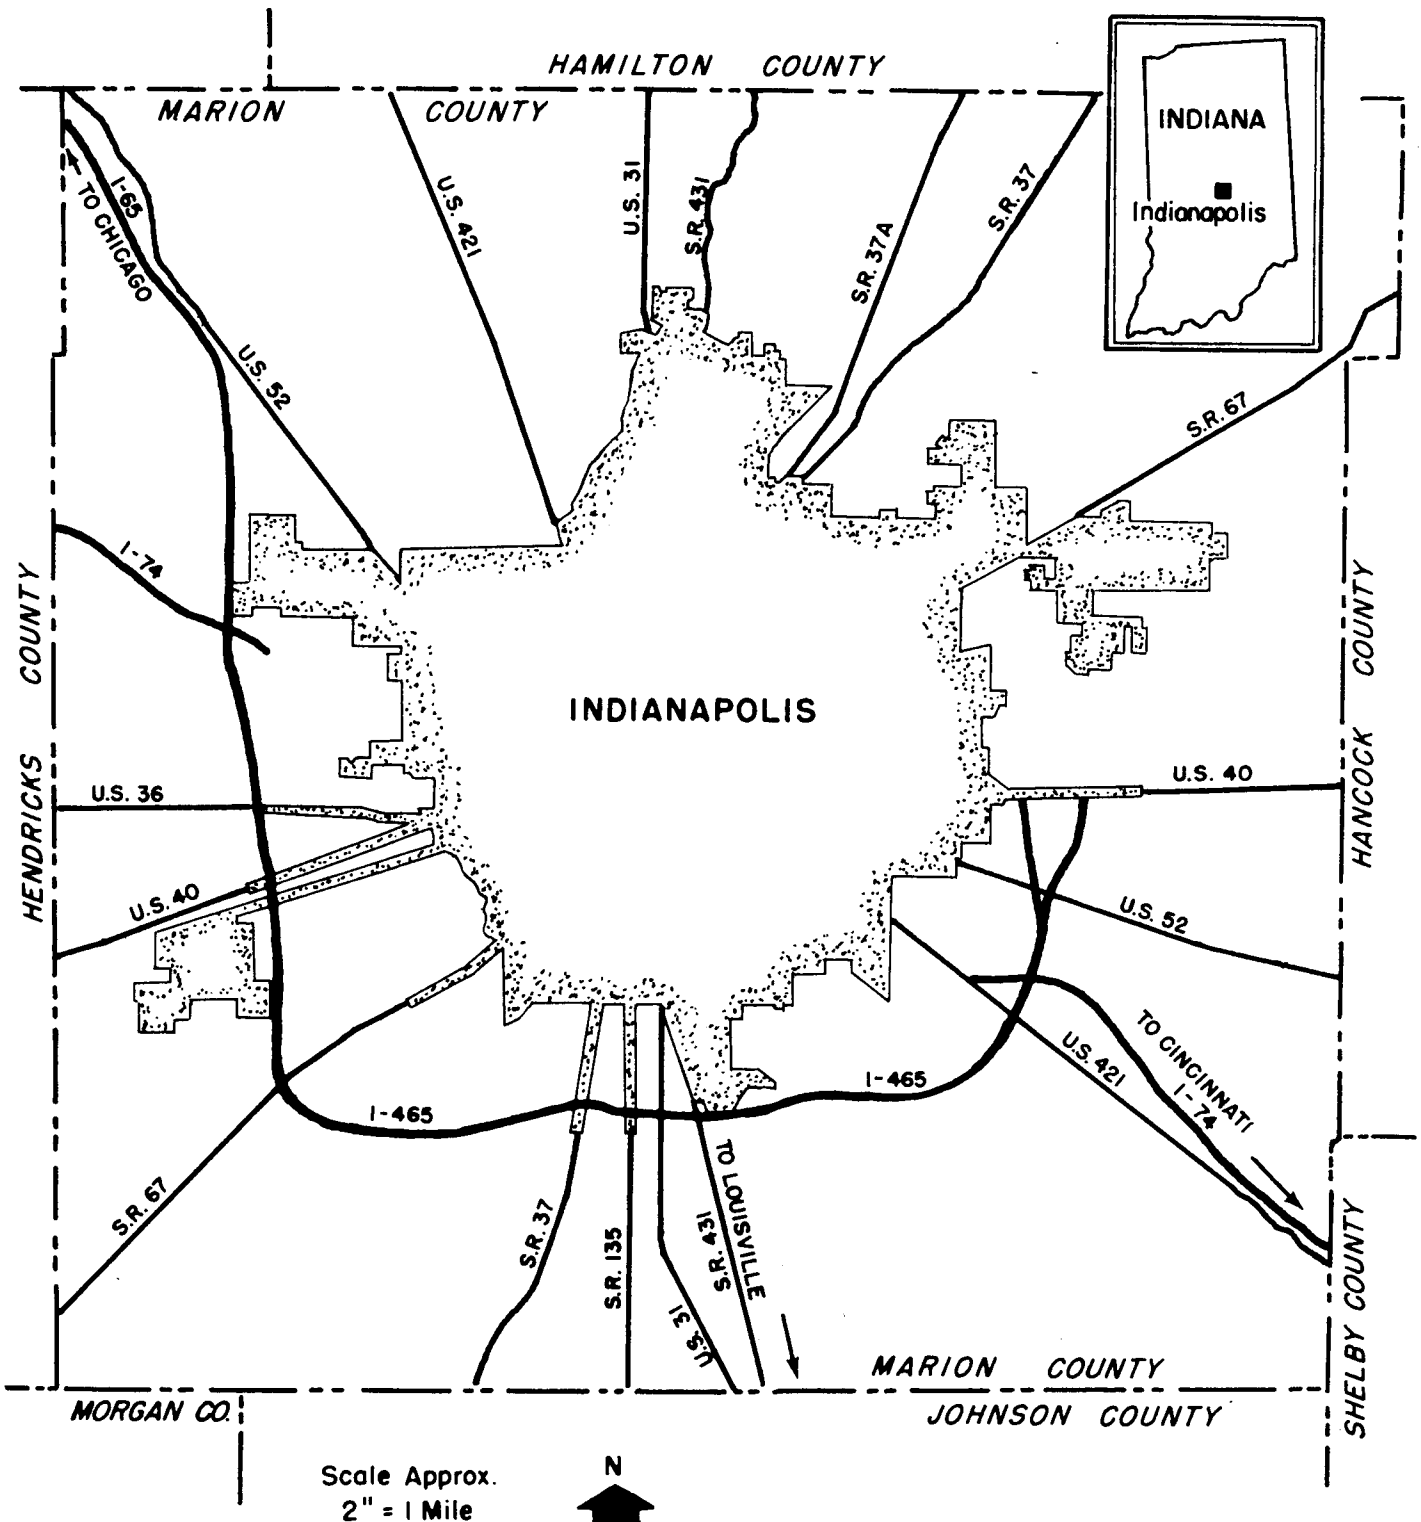 HAMILTON COUNTY
MARION COUNTY
INDIANA
Indianapolis
I-65
TO CHICAGO
U.S. 421
U.S. 31
S.R. 431
S.R. 37A
S.R. 37
U.S. 52
S.R. 67
I-74
HENDRICKS COUNTY
HANCOCK COUNTY
INDIANAPOLIS
U.S. 36
U.S. 40
U.S. 40
U.S. 52
I-465
I-465
U.S. 421
TO CINCINNATI
I-74
S.R. 67
S.R. 37
S.R. 135
U.S. 31
S.R. 431
TO LOUISVILLE
SHELBY COUNTY
MARION COUNTY
MORGAN CO.
JOHNSON COUNTY
Scale Approx.
2" = 1 Mile
N